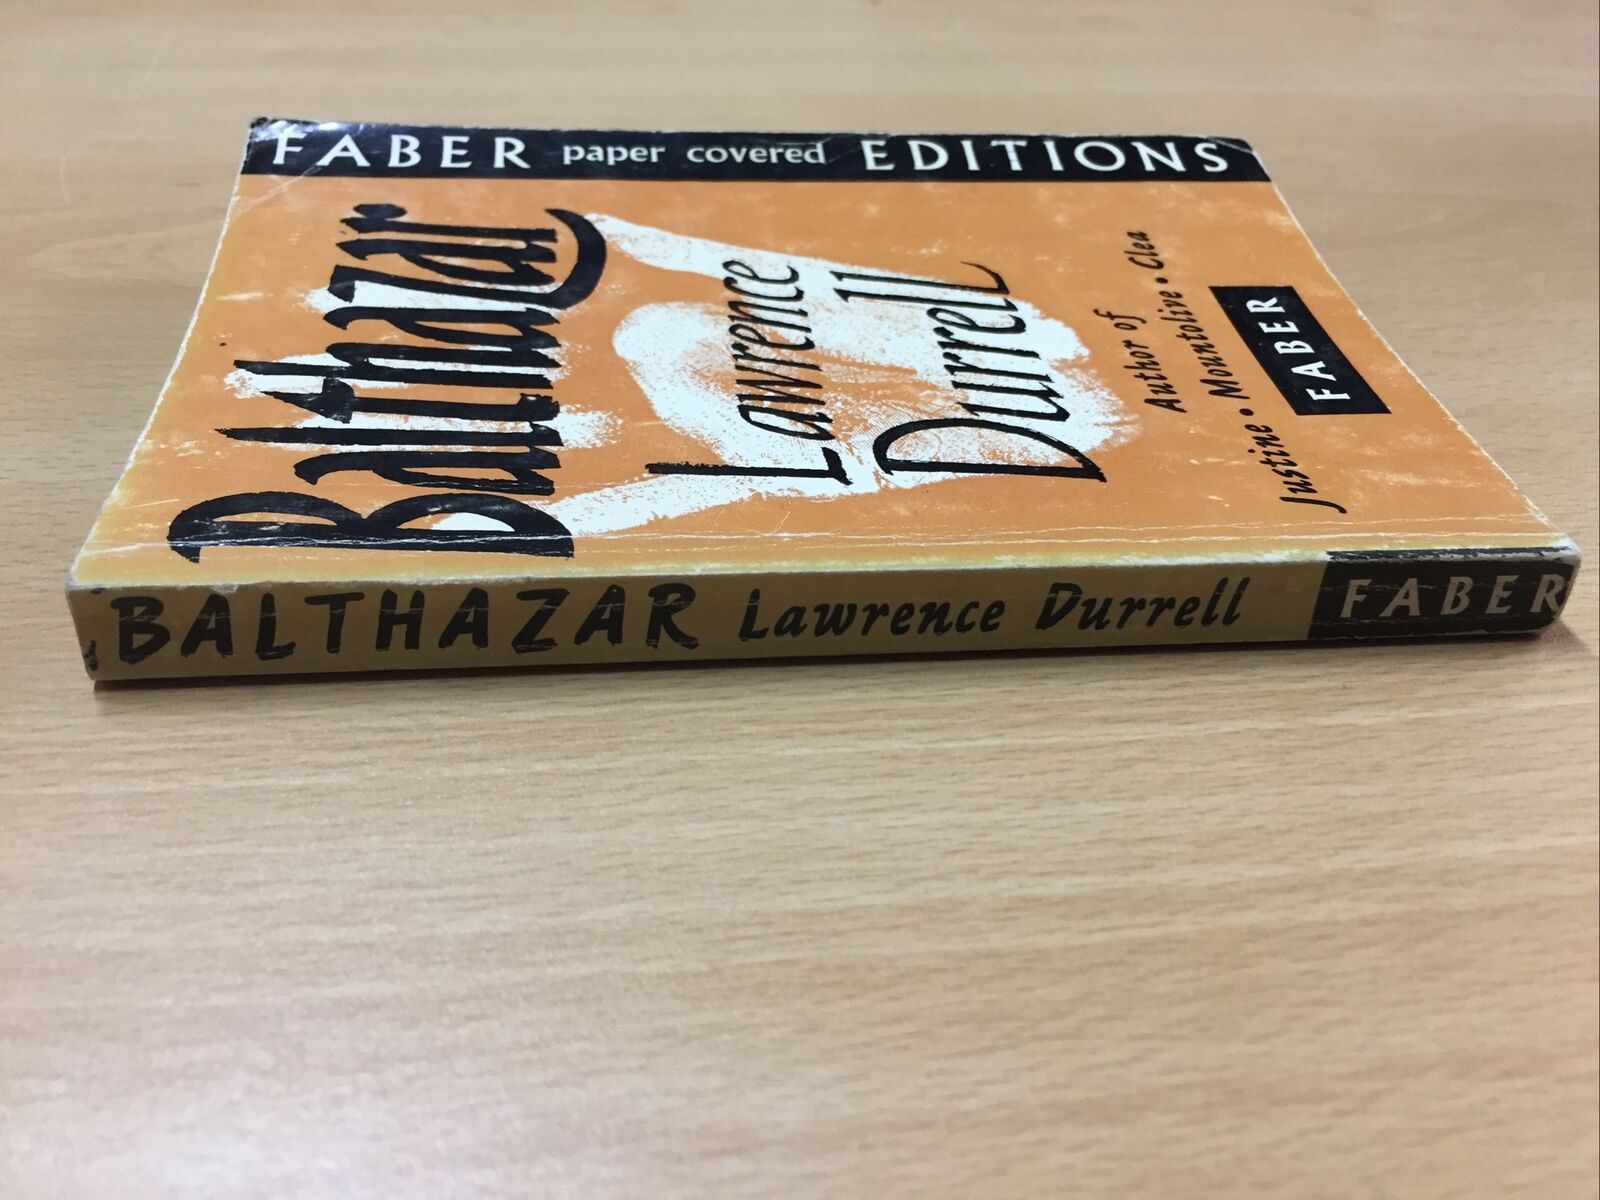 FABER paper covered EDITIONS
Balthazar
Lawrence
Durrell
Author of
Justine • Mountolive • Clea
FABER
BALTHAZAR Lawrence Durrell FABER